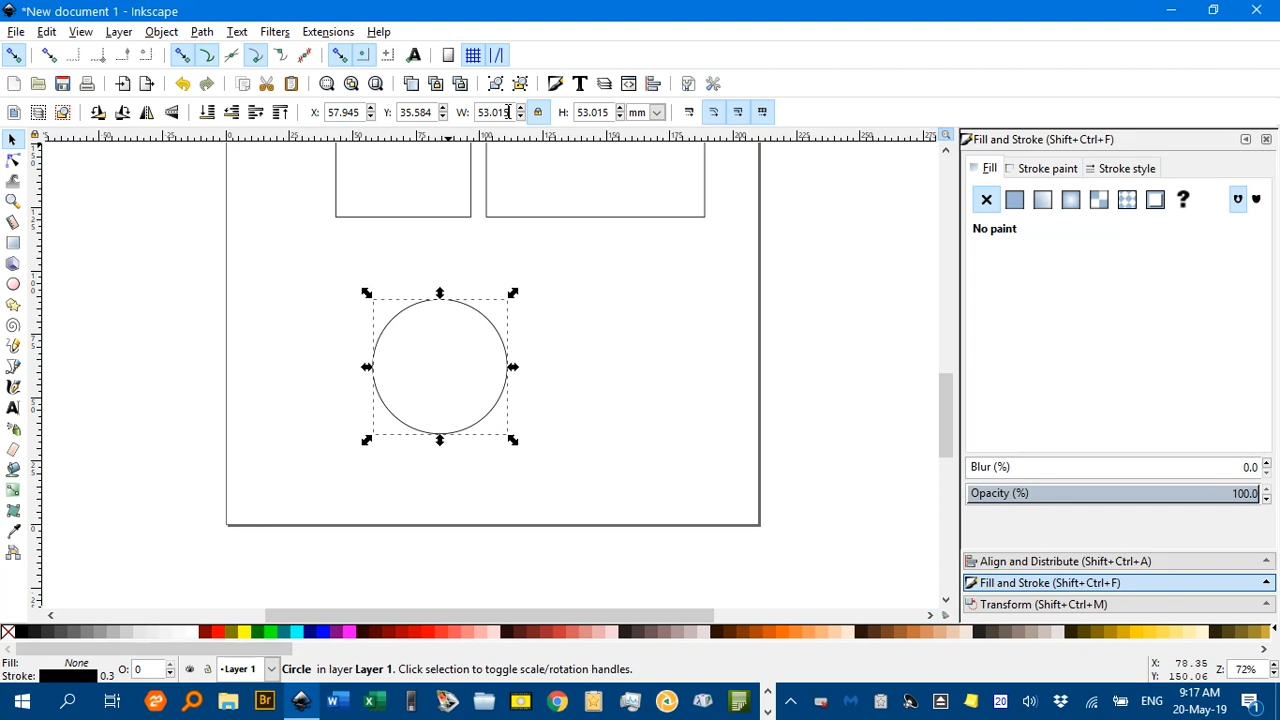 *New document 1 - Inkscape
File Edit View Layer Object Path Text Filters Extensions Help
X: 57.945 Y: 35.584 W: 53.015 H: 53.015 mm
Fill and Stroke (Shift+Ctrl+F)
Fill Stroke paint Stroke style
No paint
Blur (%) 0.0
Opacity (%) 100.0
Align and Distribute (Shift+Ctrl+A)
Fill and Stroke (Shift+Ctrl+F)
Transform (Shift+Ctrl+M)
Fill: None O: 0 Layer 1 Circle in layer Layer 1. Click selection to toggle scale/rotation handles. X: 78.35 Z: 72%
Stroke: 0.3 Y: 150.06
ENG 9:17 AM
20-May-19